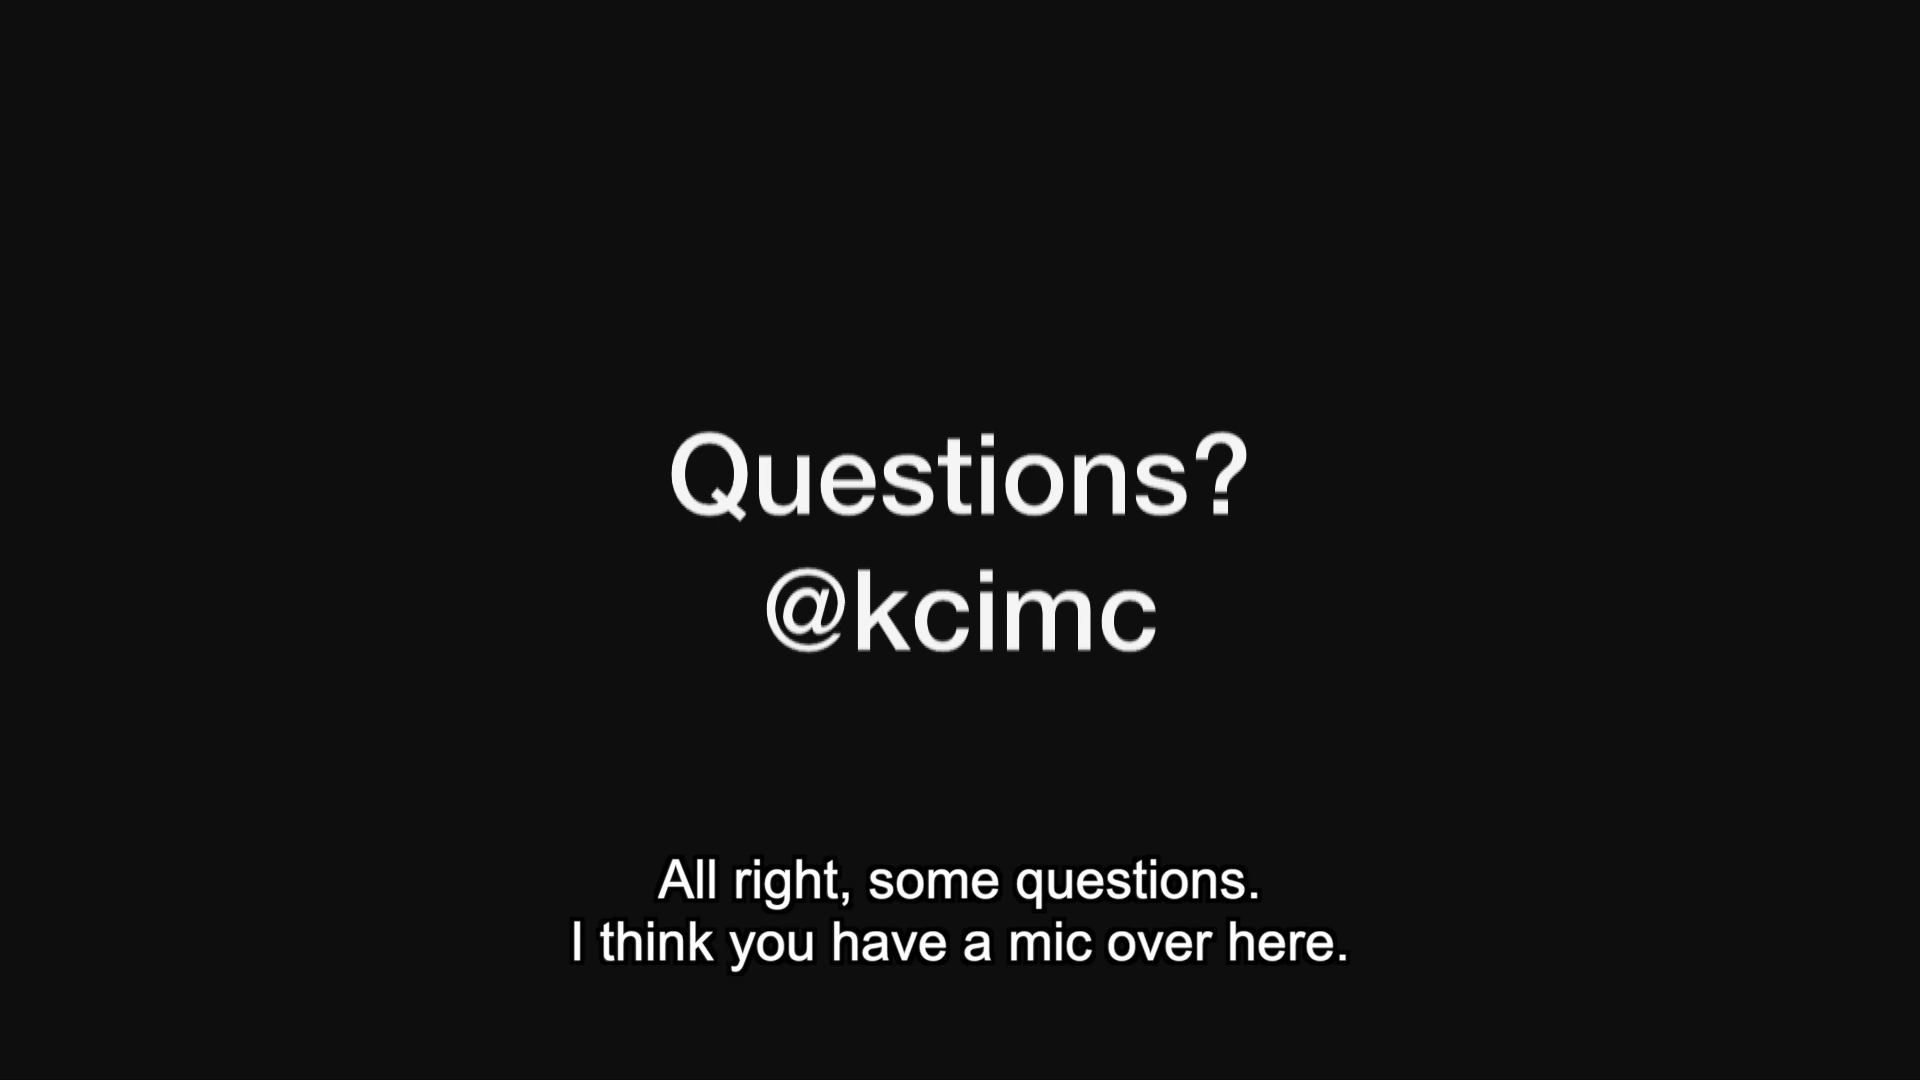 Questions?
@kcimc
All right, some questions.
I think you have a mic over here.